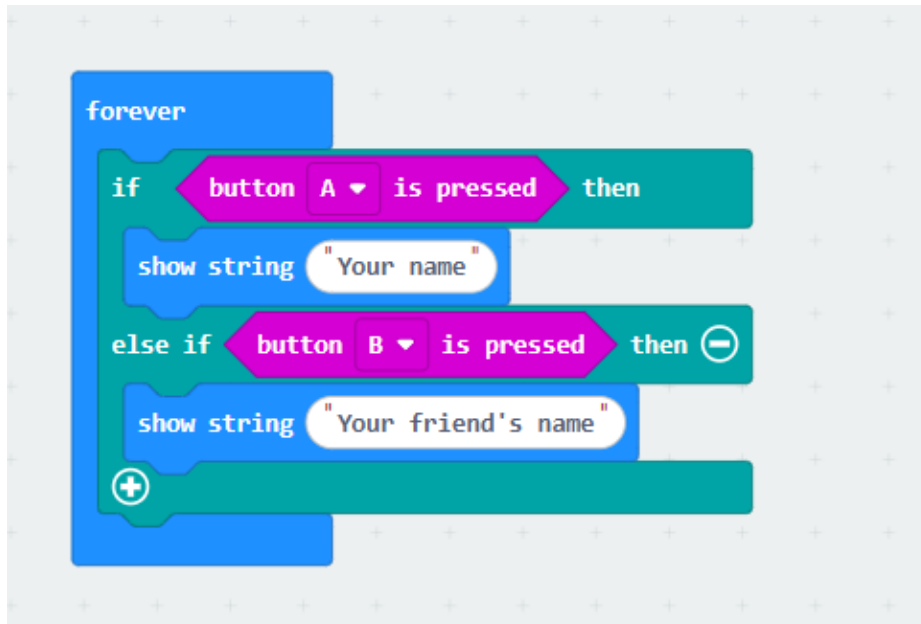 forever
if button A is pressed then
show string "Your name"
else if button B is pressed then
show string "Your friend's name"